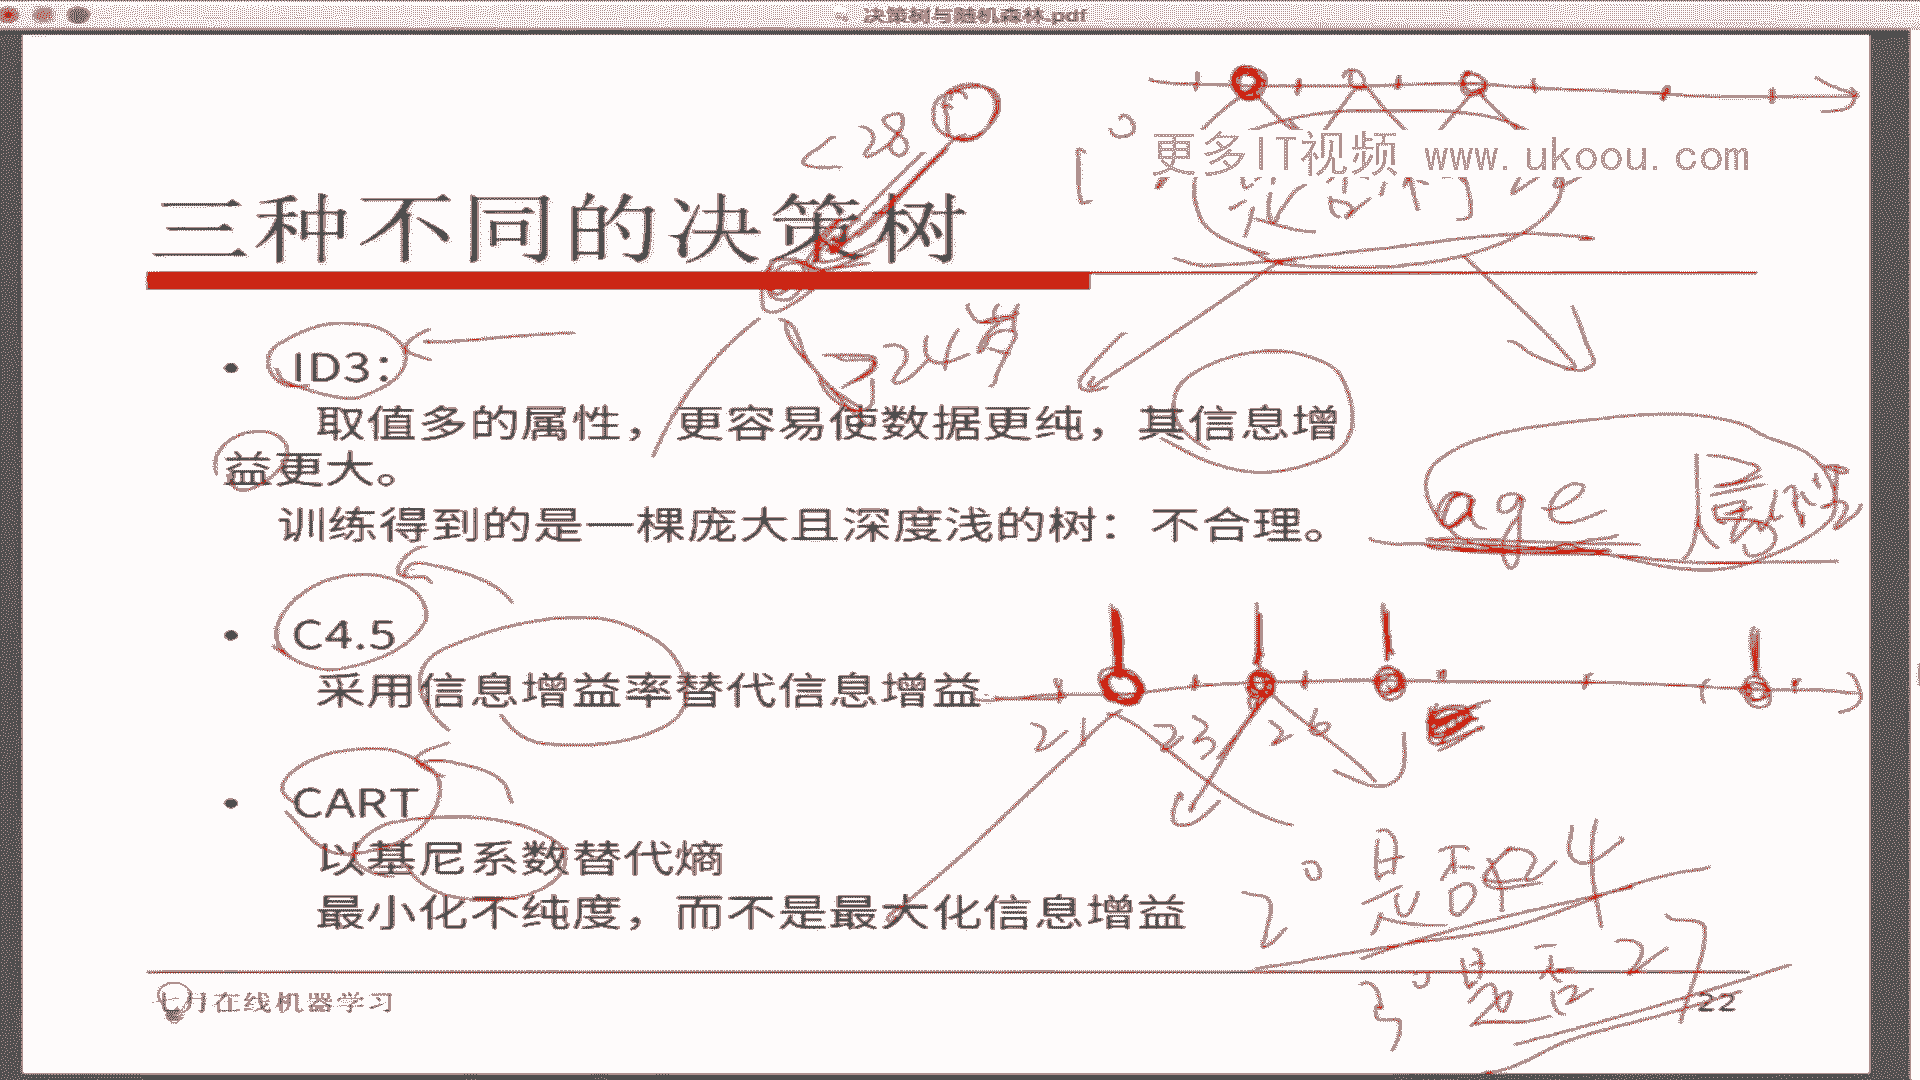 决策树与随机森林.pdf
更多IT视频 www.ukoou.com
<28
1°
三种不同的决策树
≥24岁
• ID3：
取值多的属性，更容易使数据更纯，其信息增
益更大。
训练得到的是一棵庞大且深度浅的树：不合理。
age 属性
• C4.5
采用信息增益率替代信息增益
21 23 26
• CART
以基尼系数替代熵
最小化不纯度，而不是最大化信息增益
2° 是否 24
3° 是否 27
七月在线机器学习
22